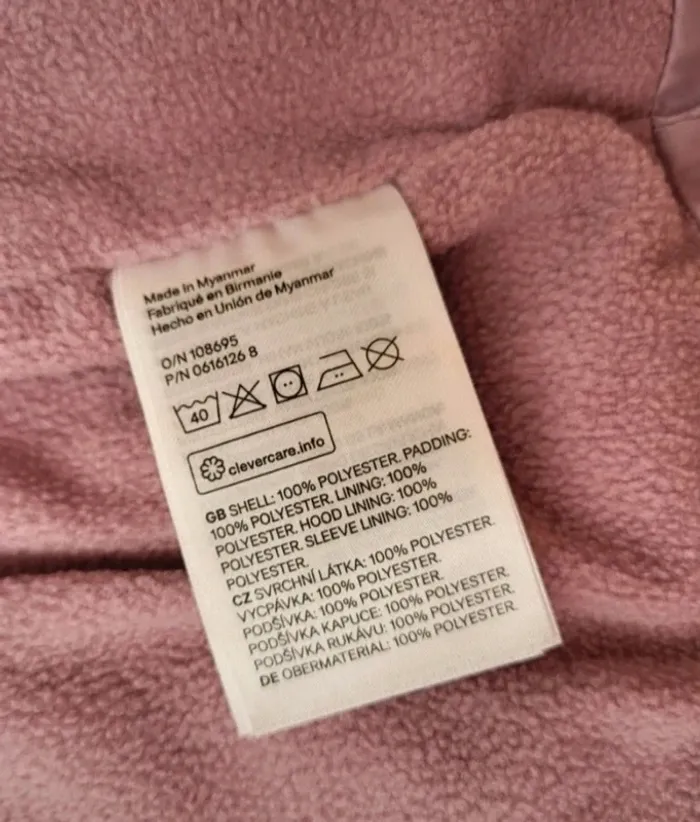 Made in Myanmar
Fabriqué en Birmanie
Hecho en Unión de Myanmar
O/N 108695
P/N 0616126 8
40
clevercare.info
GB SHELL: 100% POLYESTER. PADDING:
100% POLYESTER. LINING: 100%
POLYESTER. HOOD LINING: 100%
POLYESTER. SLEEVE LINING: 100%
POLYESTER.
CZ SVRCHNÍ LÁTKA: 100% POLYESTER.
VYCPÁVKA: 100% POLYESTER.
PODŠÍVKA: 100% POLYESTER.
PODŠÍVKA KAPUCE: 100% POLYESTER.
PODŠÍVKA RUKÁVU: 100% POLYESTER.
DE OBERMATERIAL: 100% POLYESTER.